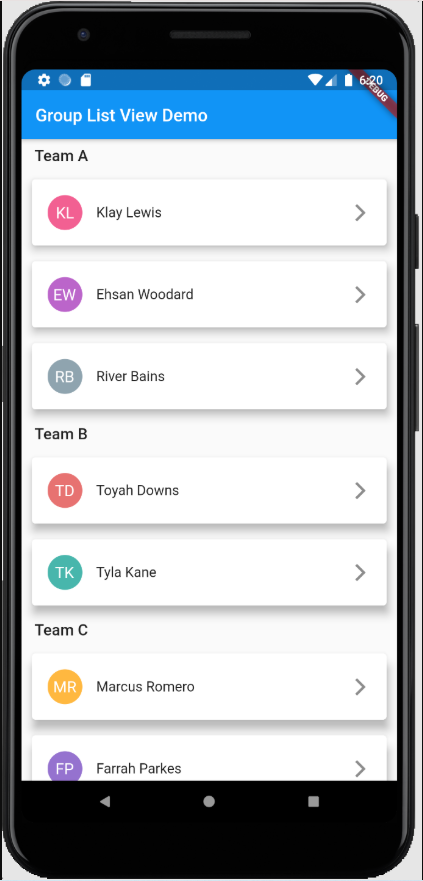 6:20
DEBUG
Group List View Demo
Team A
KL Klay Lewis
EW Ehsan Woodard
RB River Bains
Team B
TD Toyah Downs
TK Tyla Kane
Team C
MR Marcus Romero
FP Farrah Parkes